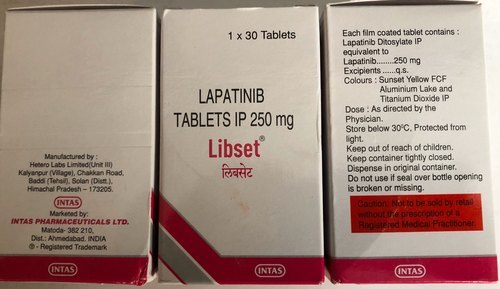 Manufactured by :
Hetero Labs Limited(Unit III)
Kalyanpur (Village), Chakkan Road,
Baddi (Tehsil), Solan (Distt.),
Himachal Pradesh – 173205.
INTAS
Marketed by:
INTAS PHARMACEUTICALS LTD.
Matoda- 382 210,
Dist.: Ahmedabad. INDIA
® - Registered Trademark
1 x 30 Tablets
LAPATINIB
TABLETS IP 250 mg
Libset®
लिबसेट
INTAS
Each film coated tablet contains :
Lapatinib Ditosylate IP
equivalent to
Lapatinib........250 mg
Excipients ......q.s.
Colours : Sunset Yellow FCF
Aluminium Lake and
Titanium Dioxide IP
Dose : As directed by the
Physician.
Store below 30°C, Protected from
light.
Keep out of reach of children.
Keep container tightly closed.
Dispense in original container.
Do not use if seal over bottle opening
is broken or missing.
Caution: Not to be sold by retail
without the prescription of a
Registered Medical Practitioner.
INTAS